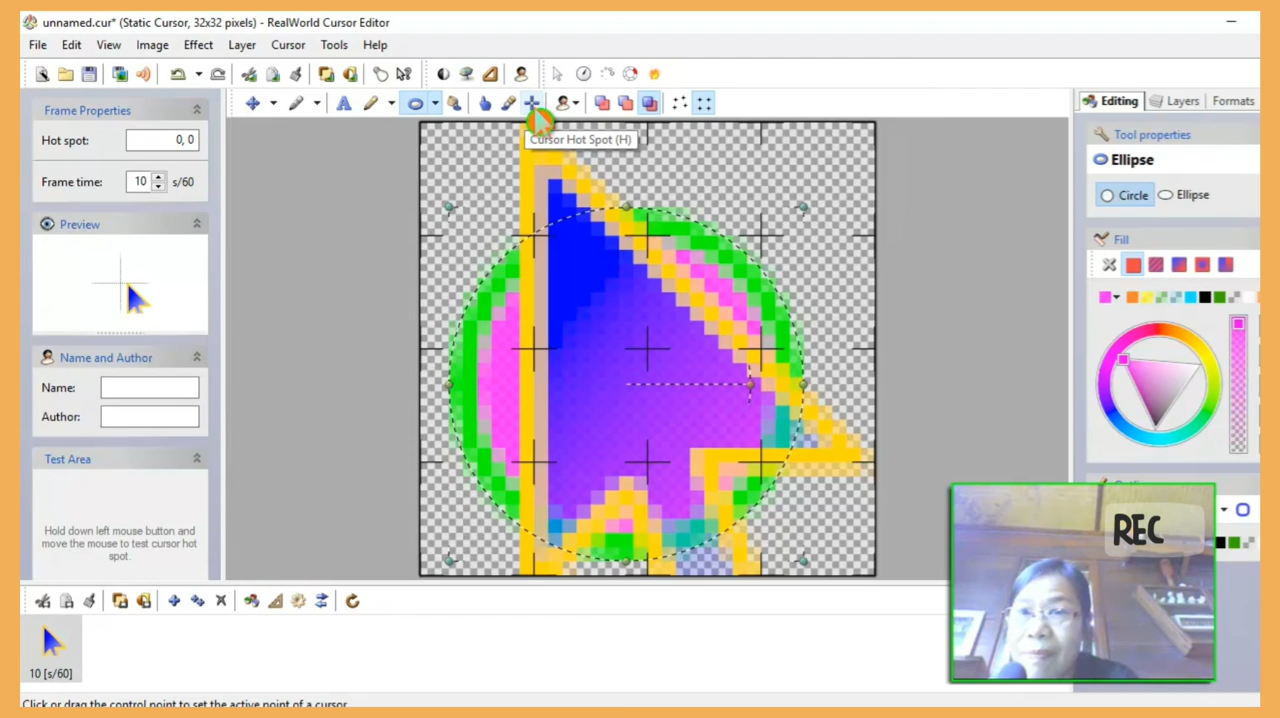 unnamed.cur* (Static Cursor, 32x32 pixels) - RealWorld Cursor Editor
File Edit View Image Effect Layer Cursor Tools Help
Frame Properties
Hot spot: 0, 0
Frame time: 10 s/60
Preview
Name and Author
Name:
Author:
Test Area
Hold down left mouse button and
move the mouse to test cursor hot
spot.
Cursor Hot Spot (H)
Editing Layers Formats
Tool properties
Ellipse
Circle Ellipse
Fill
REC
10 [s/60]
Click or drag the control point to set the active point of a cursor.